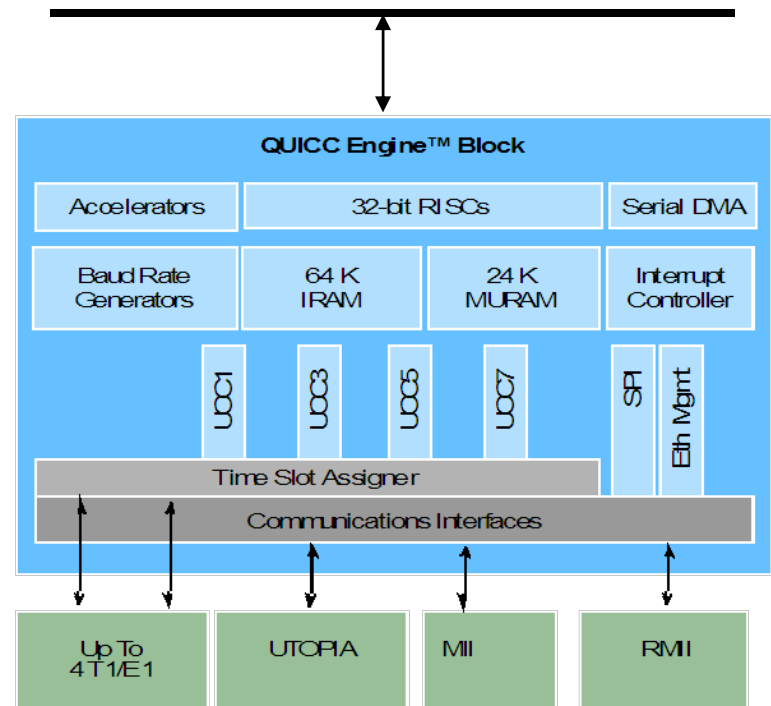 QUICC Engine™ Block
Accelerators
32-bit RISCs
Serial DMA
Baud Rate
Generators
64 K
IRAM
24 K
MURAM
Interrupt
Controller
UCC1
UCC3
UCC5
UCC7
SPI
Eth Mgmt
Time Slot Assigner
Communications Interfaces
Up To
4 T1/E1
UTOPIA
MII
RMII